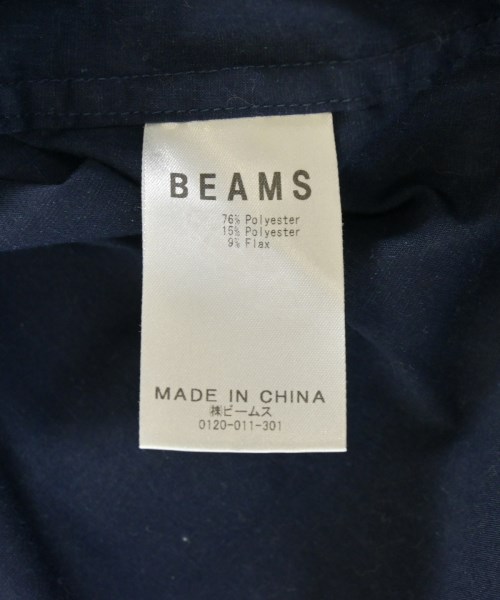 BEAMS
76% Polyester
15% Polyester
9% Flax
MADE IN CHINA
㈱ビームス
0120-011-301